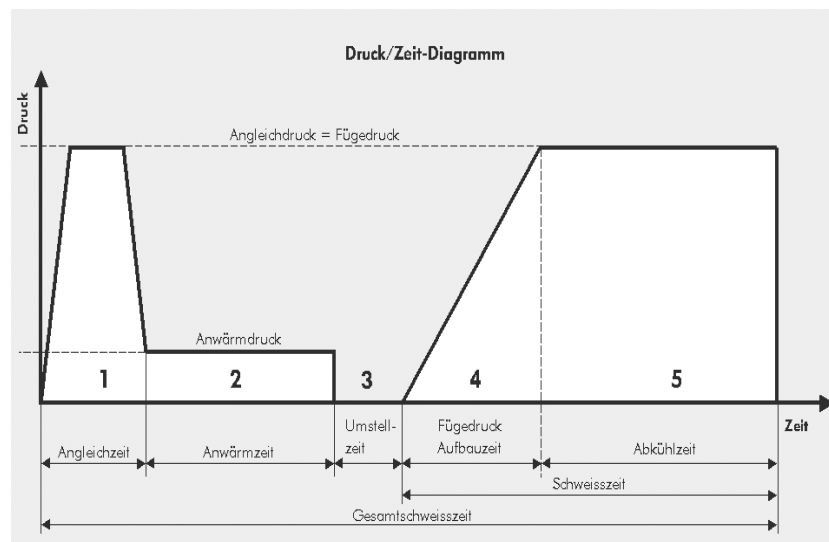 Druck/Zeit-Diagramm
Druck
Angleichdruck = Fügedruck
Anwärmdruck
1
2
3
4
5
Zeit
Umstell-
zeit
Fügedruck
Aufbauzeit
Angleichzeit
Anwärmzeit
Abkühlzeit
Schweisszeit
Gesamtschweisszeit